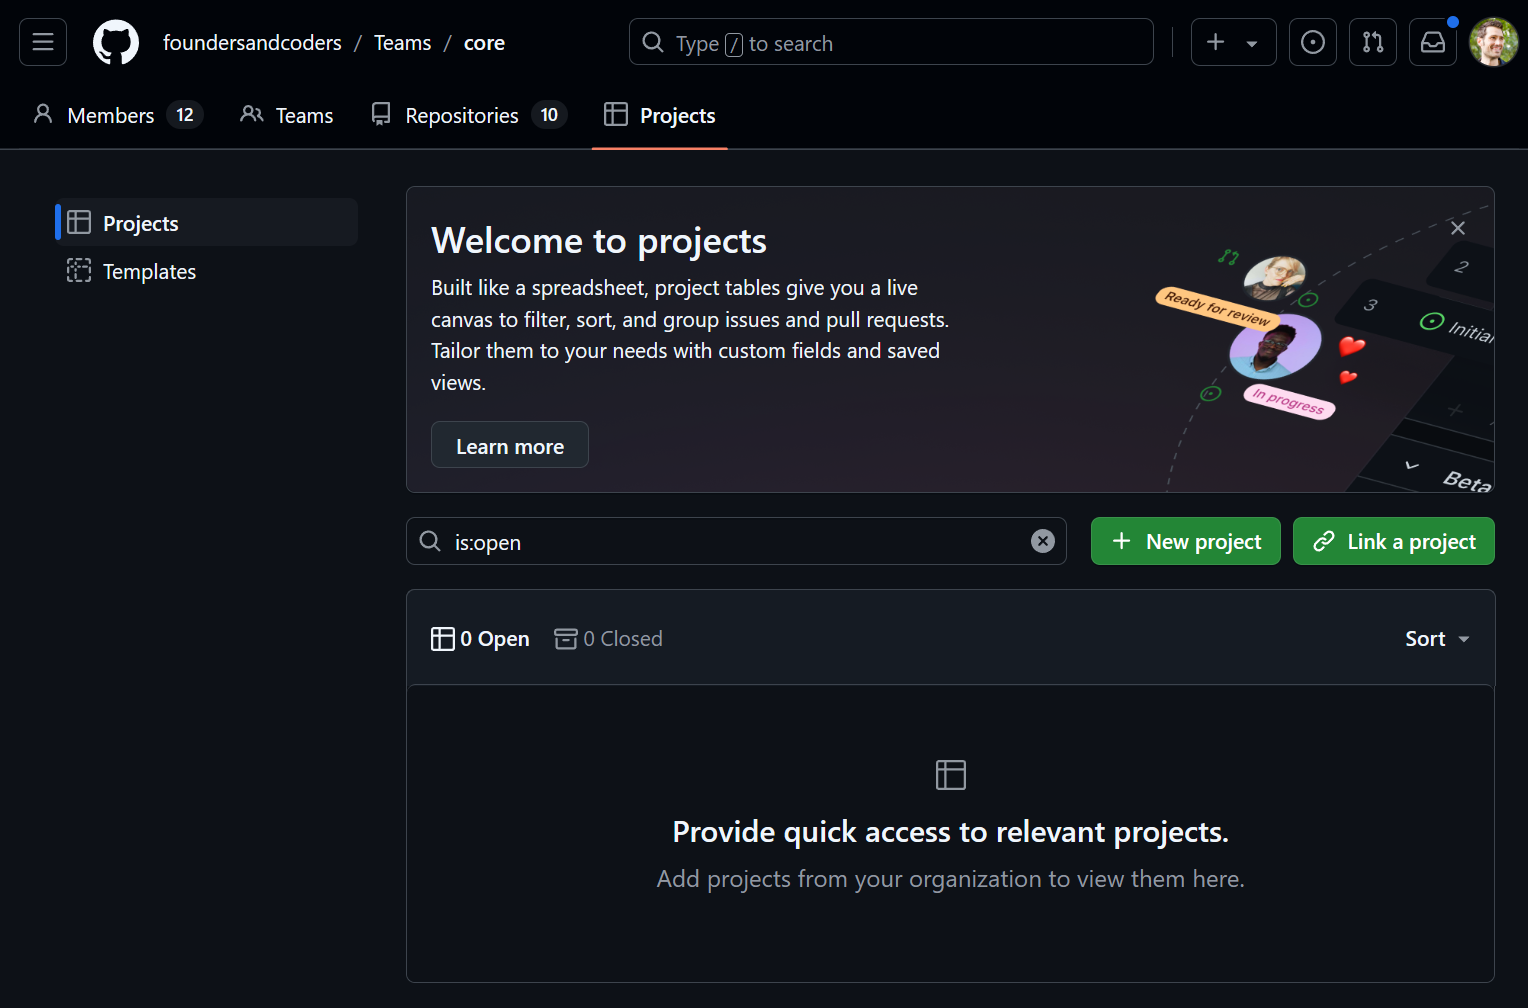 foundersandcoders / Teams / core
Type / to search
Members 12 Teams Repositories 10 Projects
Projects
Templates
Welcome to projects
Built like a spreadsheet, project tables give you a live
canvas to filter, sort, and group issues and pull requests.
Tailor them to your needs with custom fields and saved
views.
Learn more
Ready for review
In progress
2
3 Initia
Beta
is:open
New project
Link a project
0 Open 0 Closed
Sort
Provide quick access to relevant projects.
Add projects from your organization to view them here.